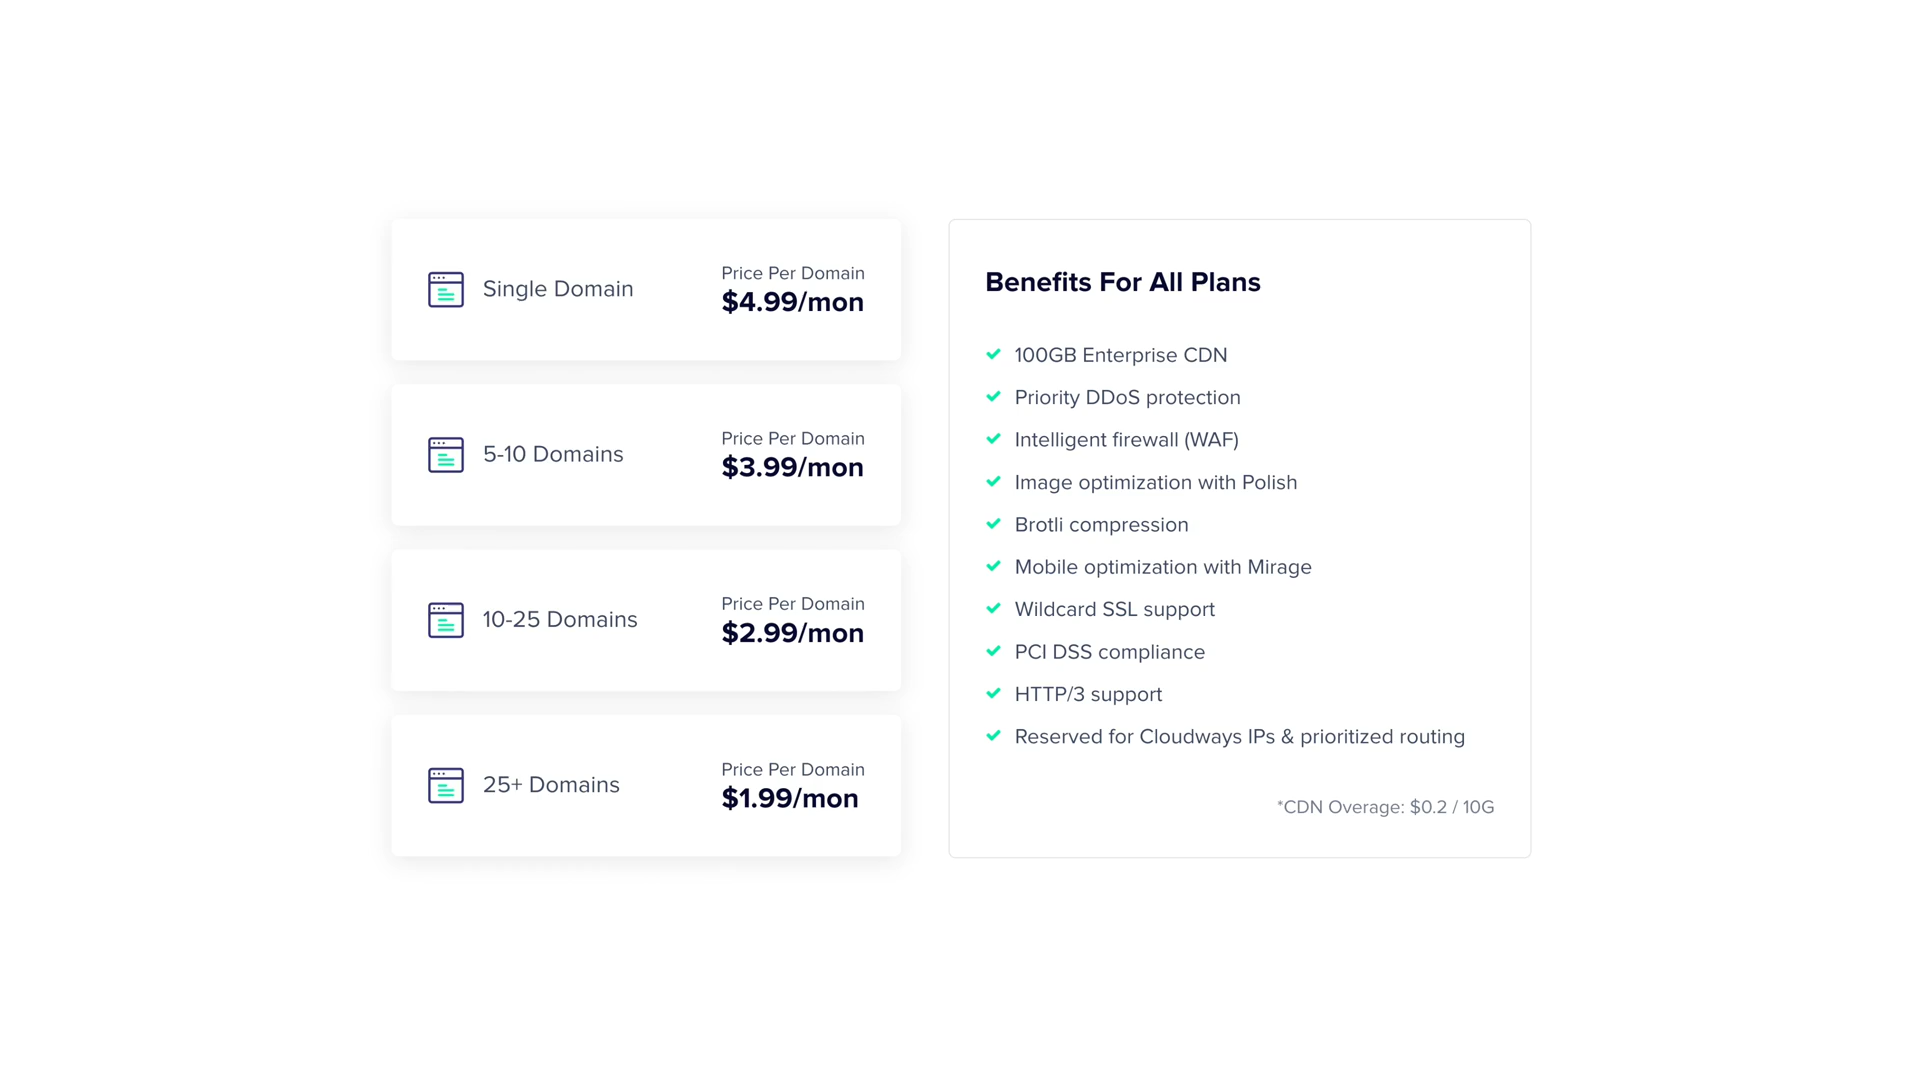 Single Domain
Price Per Domain
$4.99/mon
5-10 Domains
Price Per Domain
$3.99/mon
10-25 Domains
Price Per Domain
$2.99/mon
25+ Domains
Price Per Domain
$1.99/mon
Benefits For All Plans
100GB Enterprise CDN
Priority DDoS protection
Intelligent firewall (WAF)
Image optimization with Polish
Brotli compression
Mobile optimization with Mirage
Wildcard SSL support
PCI DSS compliance
HTTP/3 support
Reserved for Cloudways IPs & prioritized routing
*CDN Overage: $0.2 / 10G